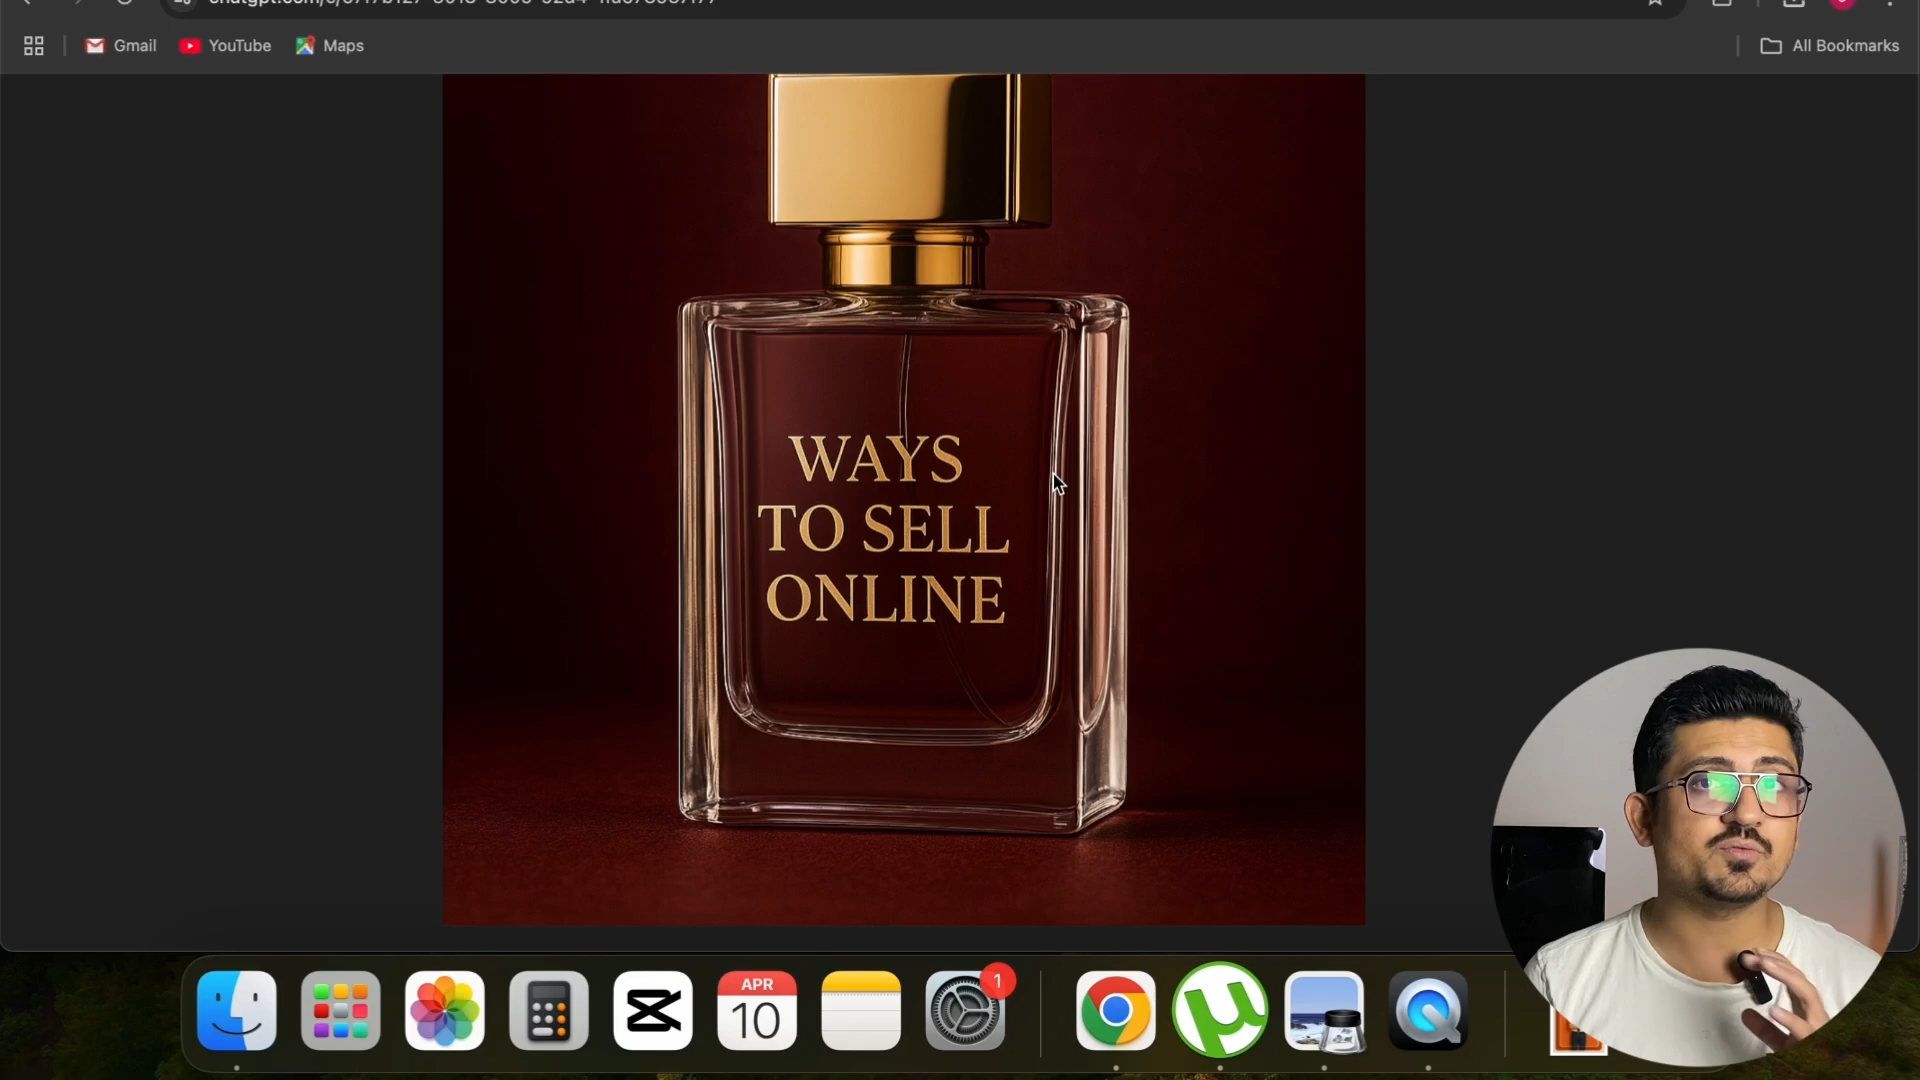 Gmail
YouTube
Maps
All Bookmarks
WAYS
TO SELL
ONLINE
APR
10
1